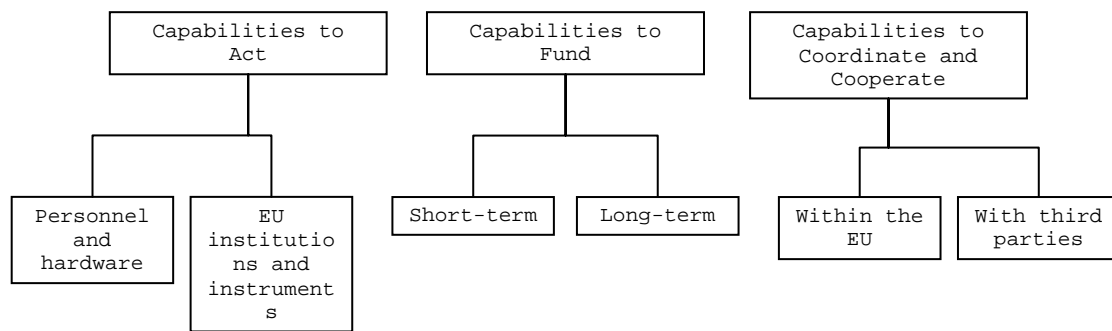 Capabilities to
Act
Capabilities to
Fund
Capabilities to
Coordinate and
Cooperate
Personnel
and
hardware
EU
institutio
ns and
instrument
s
Short-term
Long-term
Within the
EU
With third
parties